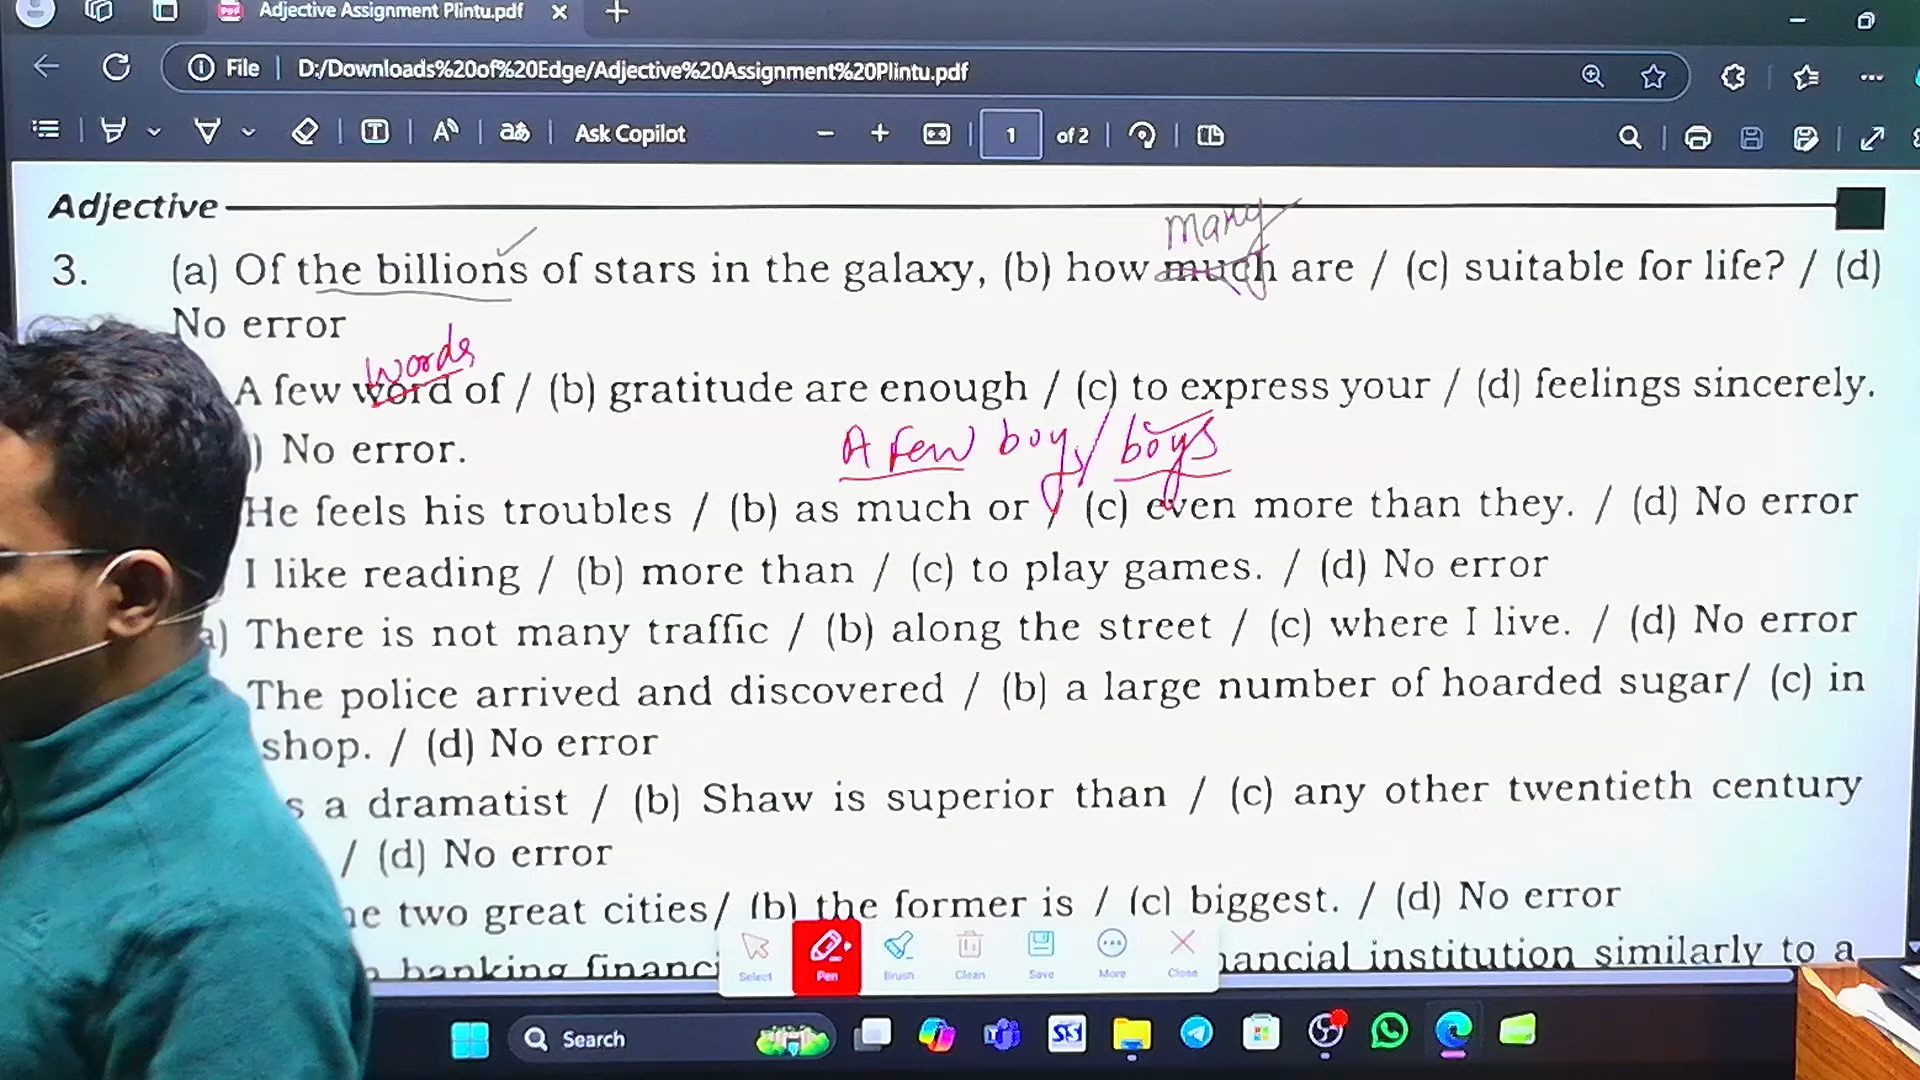 Adjective Assignment Plintu.pdf
File | D:/Downloads%20of%20Edge/Adjective%20Assignment%20Plintu.pdf
Ask Copilot
1 of 2
Adjective
many
3. (a) Of the billions of stars in the galaxy, (b) how much are / (c) suitable for life? / (d)
No error
words
A few word of / (b) gratitude are enough / (c) to express your / (d) feelings sincerely.
) No error.
A few boys / boys
He feels his troubles / (b) as much or / (c) even more than they. / (d) No error
I like reading / (b) more than / (c) to play games. / (d) No error
a) There is not many traffic / (b) along the street / (c) where I live. / (d) No error
The police arrived and discovered / (b) a large number of hoarded sugar/ (c) in
shop. / (d) No error
s a dramatist / (b) Shaw is superior than / (c) any other twentieth century
/ (d) No error
he two great cities/ (b) the former is / (c) biggest. / (d) No error
banking financi
nancial institution similarly to a
Select Pen Brush Clean Save More Close
Search